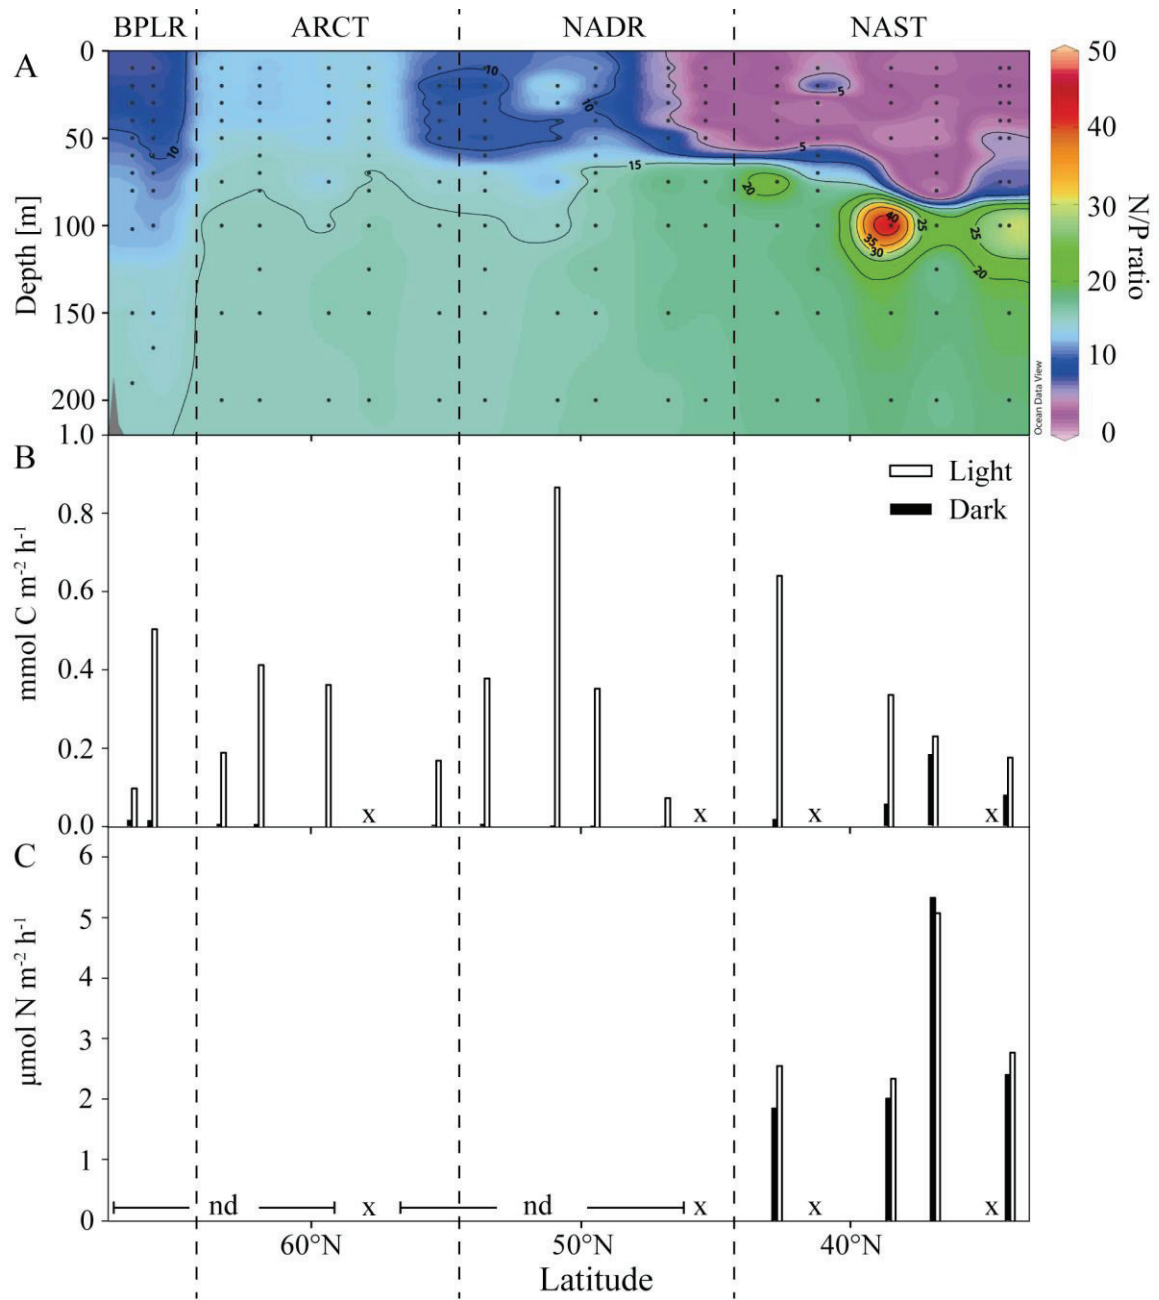 BPLR ARCT NADR NAST
A
0
50
100
150
200
Depth [m]
10
10
10
5
5
15
20
40
35
30
25
25
20
50
40
30
20
10
0
N/P ratio
Ocean Data View
B
1.0
0.8
0.6
0.4
0.2
0.0
mmol C m-2 h-1
Light
Dark
x x x x
C
6
5
4
3
2
1
0
µmol N m-2 h-1
nd x nd x x x
60°N 50°N 40°N
Latitude